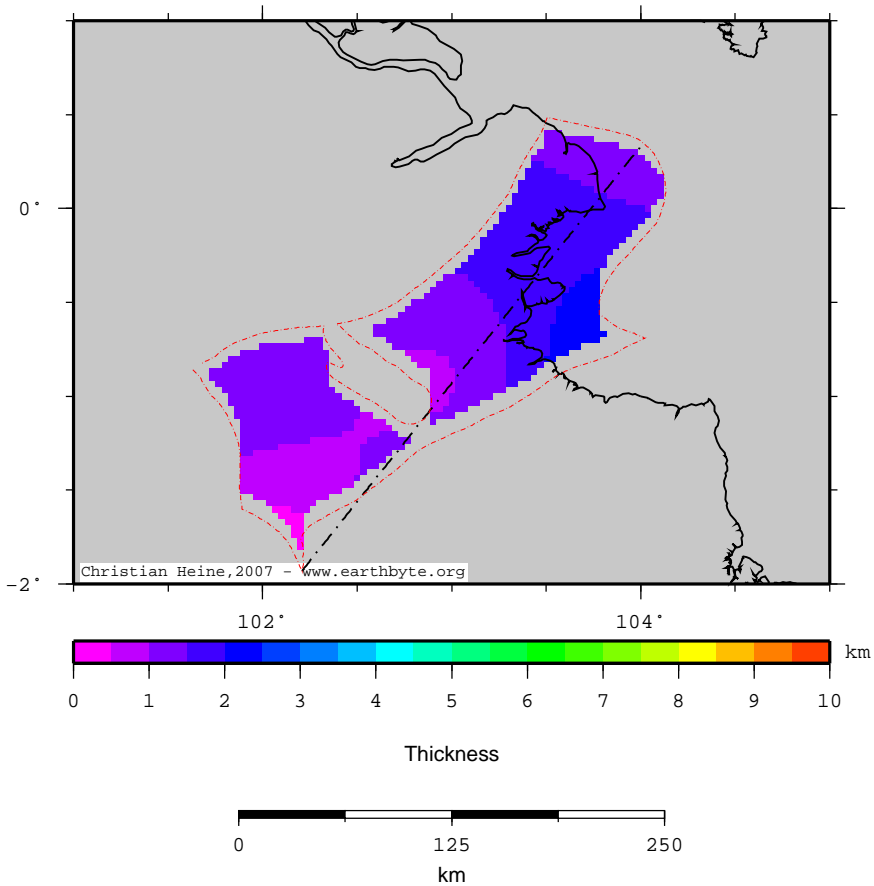 0°
-2°
Christian Heine,2007 - www.earthbyte.org
102° 104°
km
0 1 2 3 4 5 6 7 8 9 10
Thickness
0 125 250
km